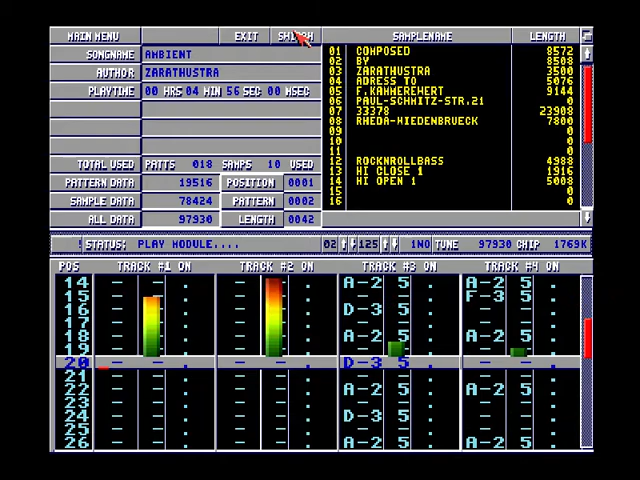 MAIN MENU EXIT SAMPLENAME LENGTH
SONGNAME AMBIENT
AUTHOR ZARATHUSTRA
PLAYTIME 00 HRS 04 MIN 56 SEC 00 MSEC
01 COMPOSED 8572
02 BY 8508
03 ZARATHUSTRA 3500
04 ADRESS TO 5076
05 F.KAMMEREWERT 9144
06 PAUL-SCHMITZ-STR.21 0
07 33378 23908
08 RHEDA-WIEDENBRUECK 7800
09 0
10 0
11 0
12 ROCKNROLLBASS 4988
13 HI CLOSE 1 1916
14 HI OPEN 1 5008
15 0
16 0
TOTAL USED PATTS 018 SAMPS 10 USED
PATTERN DATA 19516 POSITION 0001
SAMPLE DATA 78424 PATTERN 0002
ALL DATA 97930 LENGTH 0042
STATUS: PLAY MODULE.... 02 125 1NO TUNE 97930 CHIP 1769K
POS TRACK #1 ON TRACK #2 ON TRACK #3 ON TRACK #4 ON
14 – – . – – . A-2 5 . A-2 5 .
15 – – . – – . – – . F-3 5 .
16 – – . – – . D-3 5 . – – .
17 – – . – – . – – . – – .
18 – – . – – . A-2 5 . A-2 5 .
19 – – . – – . – – . – – .
20 – – . – – . D-3 5 . – – .
21 – – . – – . – – . – – .
22 – – . – – . A-2 5 . A-2 5 .
23 – – . – – . – – . – – .
24 – – . – – . D-3 5 . – – .
25 – – . – – . – – . – – .
26 – – . – – . A-2 5 . A-2 5 .